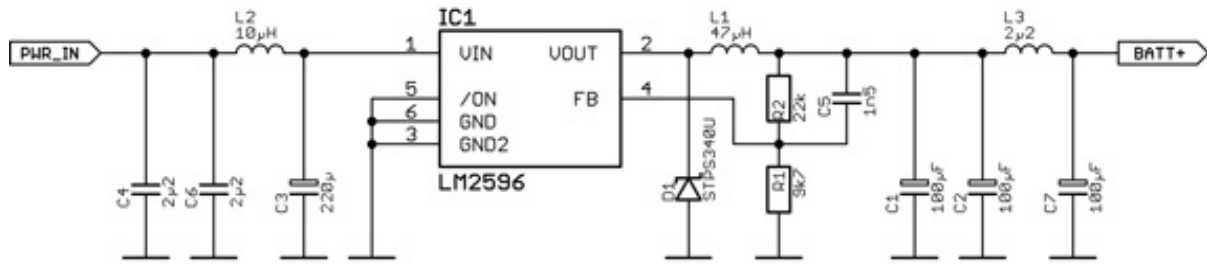 IC1
L2
10µH
L1
47µH
L3
2µ2
PWR_IN
1
VIN
VOUT
2
BATT+
5
/ON
FB
4
6
GND
3
GND2
LM2596
R2
22k
C5
1n5
C4
2µ2
C6
2µ2
C3
220µ
D1
STPS340U
R1
9k7
C1
100µF
C2
100µF
C7
100µF